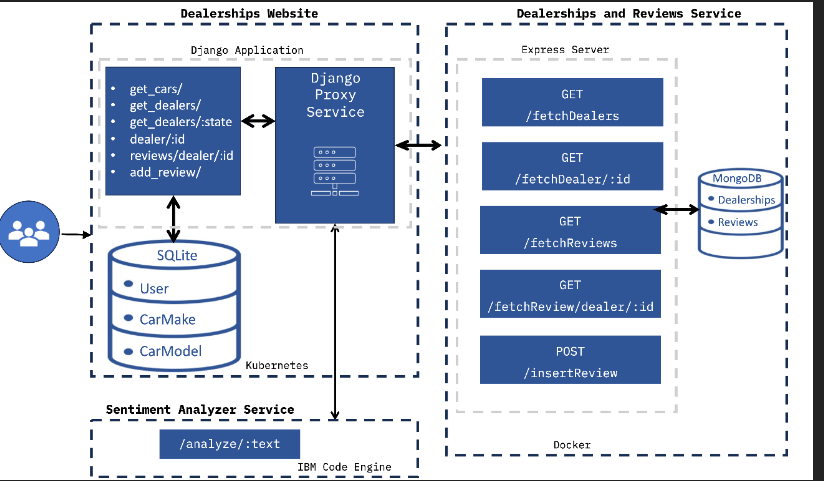 Dealerships Website
Django Application
• get_cars/
• get_dealers/
• get_dealers/:state
• dealer/:id
• reviews/dealer/:id
• add_review/
Django
Proxy
Service
SQLite
• User
• CarMake
• CarModel
Kubernetes
Sentiment Analyzer Service
/analyze/:text
IBM Code Engine
Dealerships and Reviews Service
Express Server
GET
/fetchDealers
GET
/fetchDealer/:id
GET
/fetchReviews
GET
/fetchReview/dealer/:id
POST
/insertReview
Docker
MongoDB
• Dealerships
• Reviews